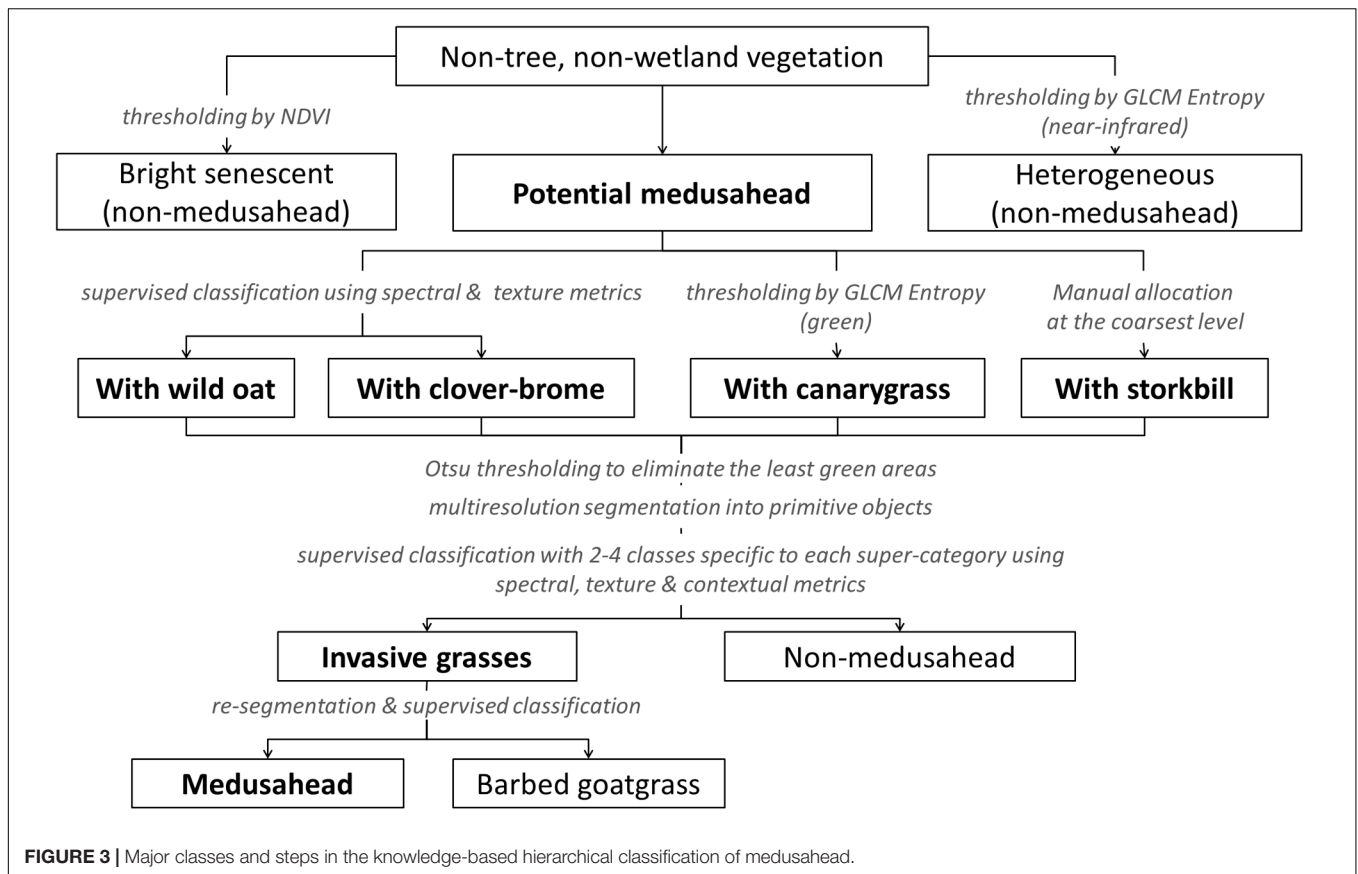 Non-tree, non-wetland vegetation
thresholding by NDVI
thresholding by GLCM Entropy
(near-infrared)
Bright senescent
(non-medusahead)
Potential medusahead
Heterogeneous
(non-medusahead)
supervised classification using spectral & texture metrics
thresholding by GLCM Entropy
(green)
Manual allocation
at the coarsest level
With wild oat
With clover-brome
With canarygrass
With storkbill
Otsu thresholding to eliminate the least green areas
multiresolution segmentation into primitive objects
supervised classification with 2-4 classes specific to each super-category using
spectral, texture & contextual metrics
Invasive grasses
Non-medusahead
re-segmentation & supervised classification
Medusahead
Barbed goatgrass
FIGURE 3 | Major classes and steps in the knowledge-based hierarchical classification of medusahead.